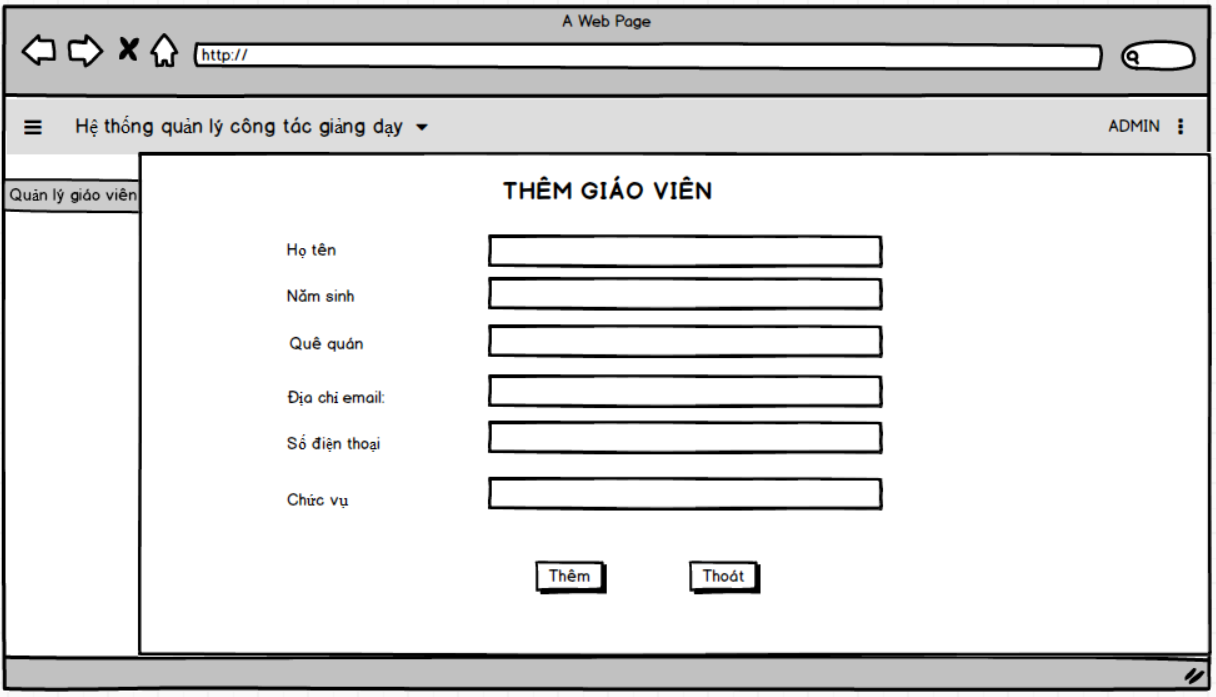 A Web Page
http://
Hệ thống quản lý công tác giảng dạy
ADMIN
Quản lý giáo viên
THÊM GIÁO VIÊN
Họ tên
Năm sinh
Quê quán
Địa chỉ email:
Số điện thoại
Chức vụ
Thêm
Thoát